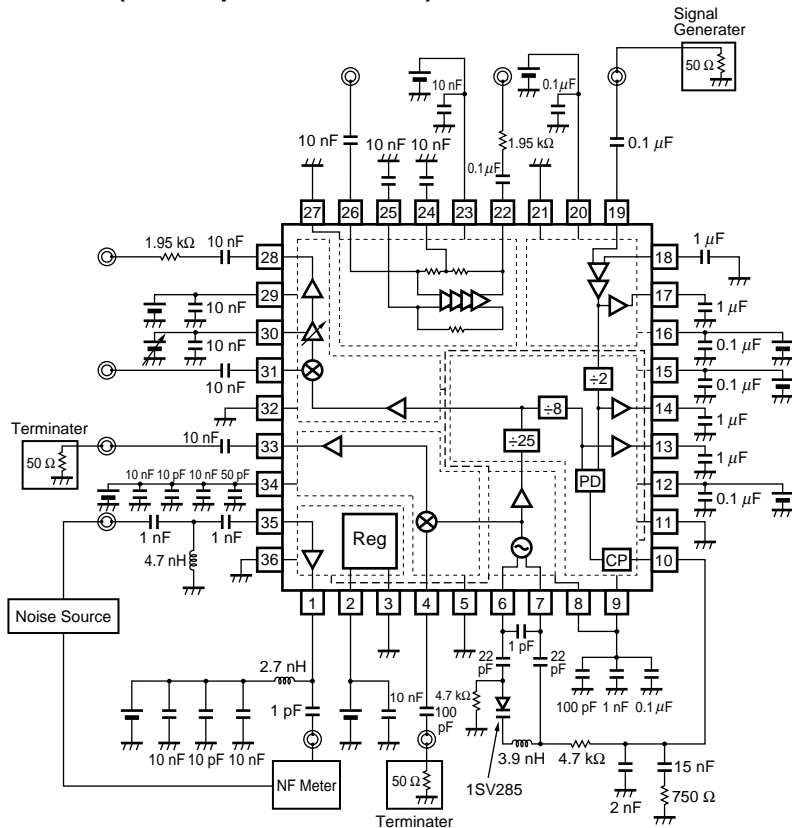 Signal
Generater
50 Ω
10 nF
0.1 μF
1.95 kΩ
10 nF
10 nF
10 nF
0.1 μF
0.1 μF
27
26
25
24
23
22
21
20
19
1.95 kΩ
10 nF
28
18
1 μF
29
10 nF
17
1 μF
30
10 nF
16
0.1 μF
31
10 nF
÷2
15
0.1 μF
32
÷8
14
1 μF
Terminater
50 Ω
10 nF
33
÷25
13
1 μF
10 nF
10 pF
10 nF
50 pF
34
PD
12
0.1 μF
35
1 nF
1 nF
4.7 nH
Reg
11
36
CP
10
Noise Source
1
2
3
4
5
6
7
8
9
1 pF
2.7 nH
22
pF
22
pF
1 pF
10 nF
100
pF
4.7 kΩ
100 pF
1 nF
0.1 μF
10 nF
10 pF
10 nF
NF Meter
50 Ω
Terminater
1SV285
3.9 nH
4.7 kΩ
2 nF
15 nF
750 Ω